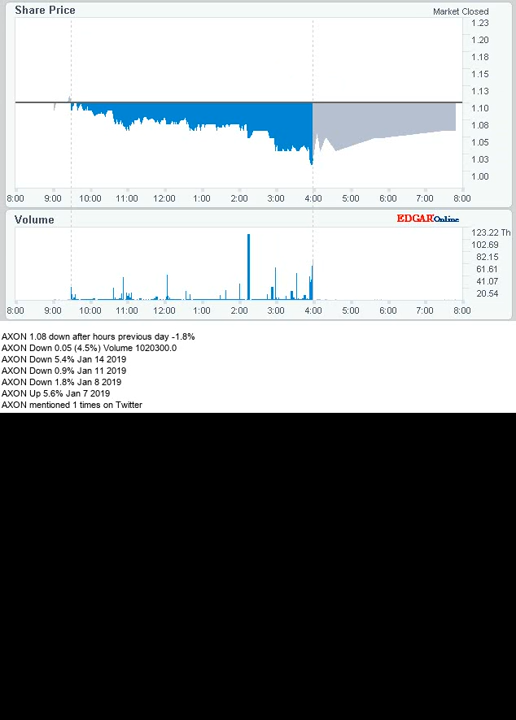 Share Price
Market Closed
1.23
1.20
1.18
1.15
1.13
1.10
1.08
1.05
1.03
1.00
8:00 9:00 10:00 11:00 12:00 1:00 2:00 3:00 4:00 5:00 6:00 7:00 8:00
Volume
EDGAR Online
123.22 Th
102.69
82.15
61.61
41.07
20.54
8:00 9:00 10:00 11:00 12:00 1:00 2:00 3:00 4:00 5:00 6:00 7:00 8:00
AXON 1.08 down after hours previous day -1.8%
AXON Down 0.05 (4.5%) Volume 1020300.0
AXON Down 5.4% Jan 14 2019
AXON Down 0.9% Jan 11 2019
AXON Down 1.8% Jan 8 2019
AXON Up 5.6% Jan 7 2019
AXON mentioned 1 times on Twitter